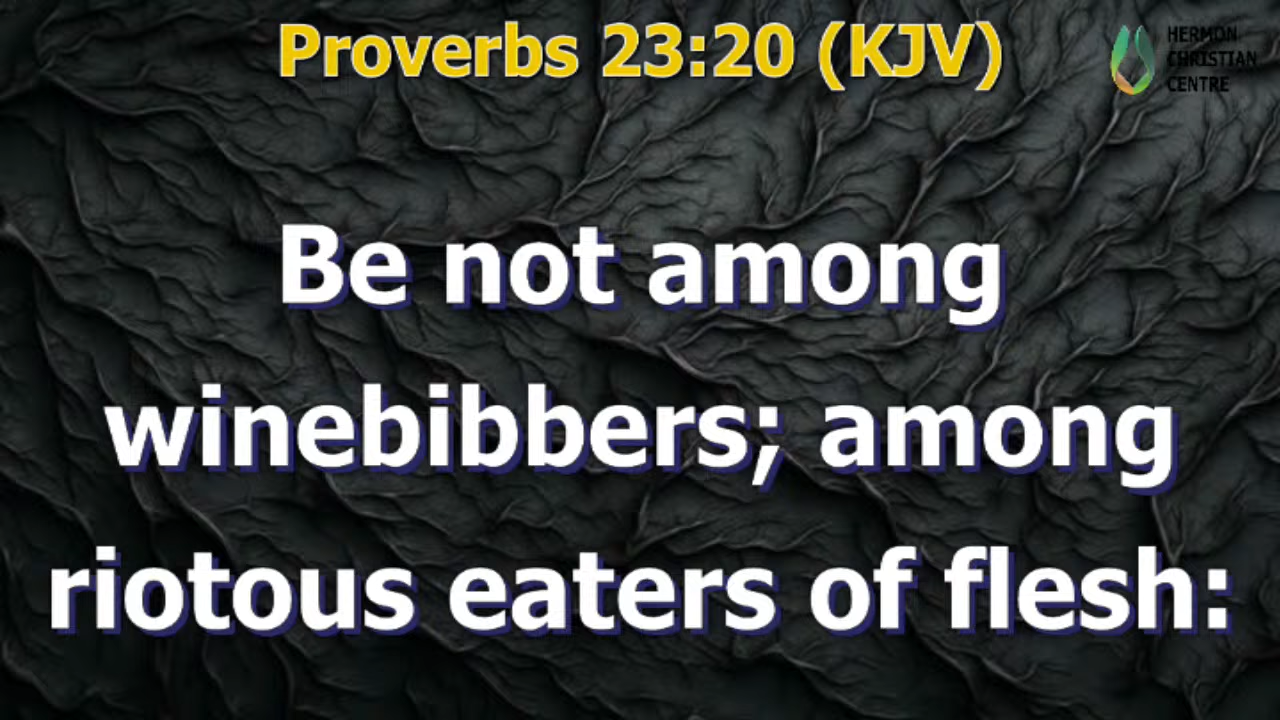 Proverbs 23:20 (KJV)
HERMON
CHRISTIAN
CENTRE
Be not among
winebibbers; among
riotous eaters of flesh: